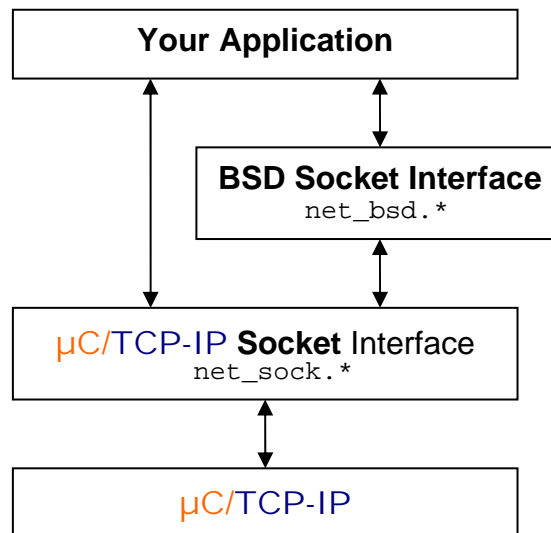 Your Application
BSD Socket Interface
net_bsd.*
µC/TCP-IP Socket Interface
net_sock.*
µC/TCP-IP